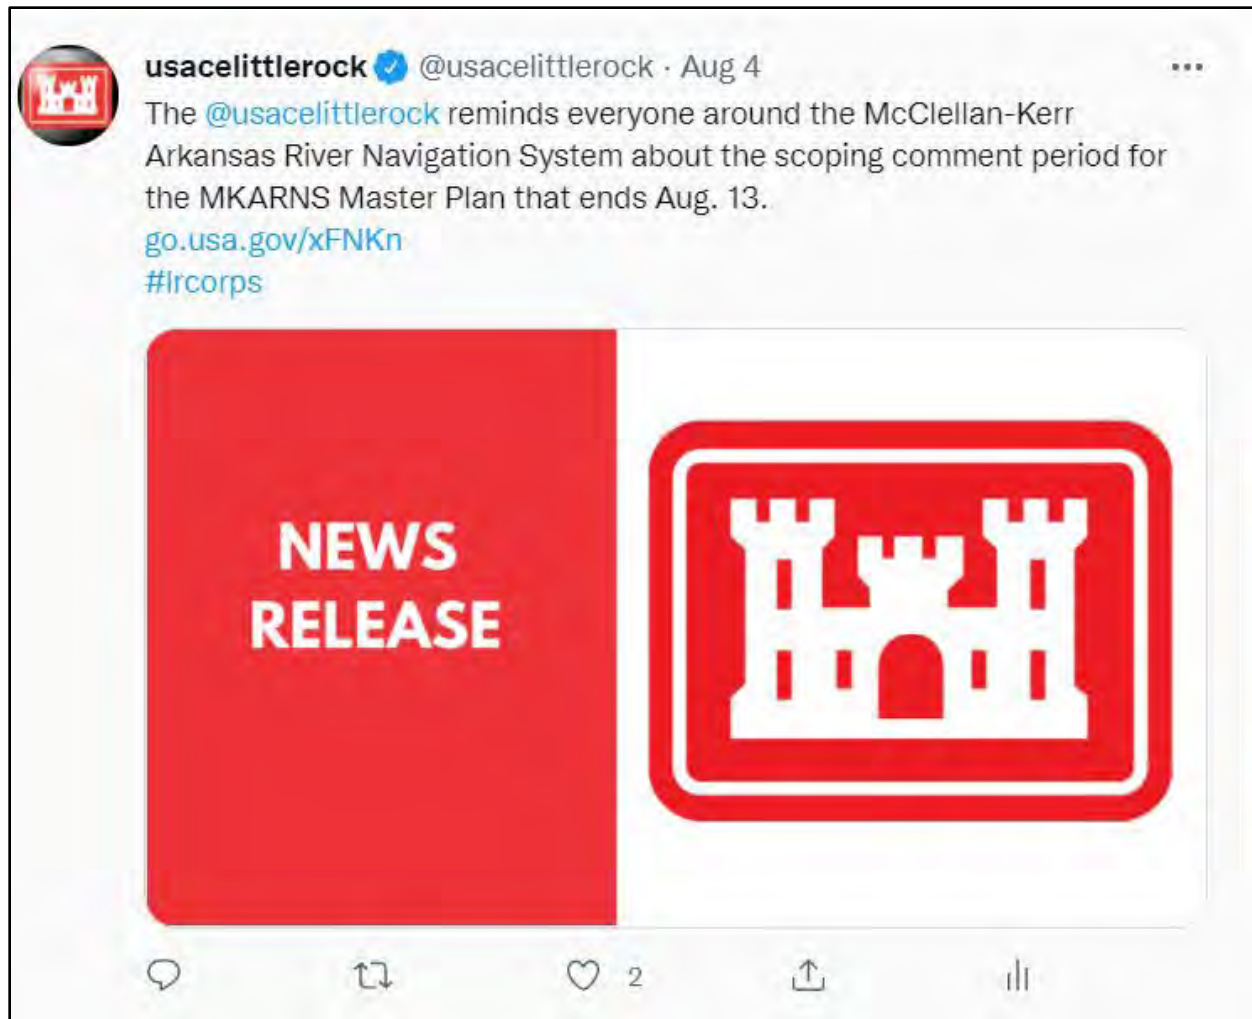 usacelittlerock @usacelittlerock · Aug 4
The @usacelittlerock reminds everyone around the McClellan-Kerr
Arkansas River Navigation System about the scoping comment period for
the MKARNS Master Plan that ends Aug. 13.
go.usa.gov/xFNKn
#lrcorps
NEWS
RELEASE
2